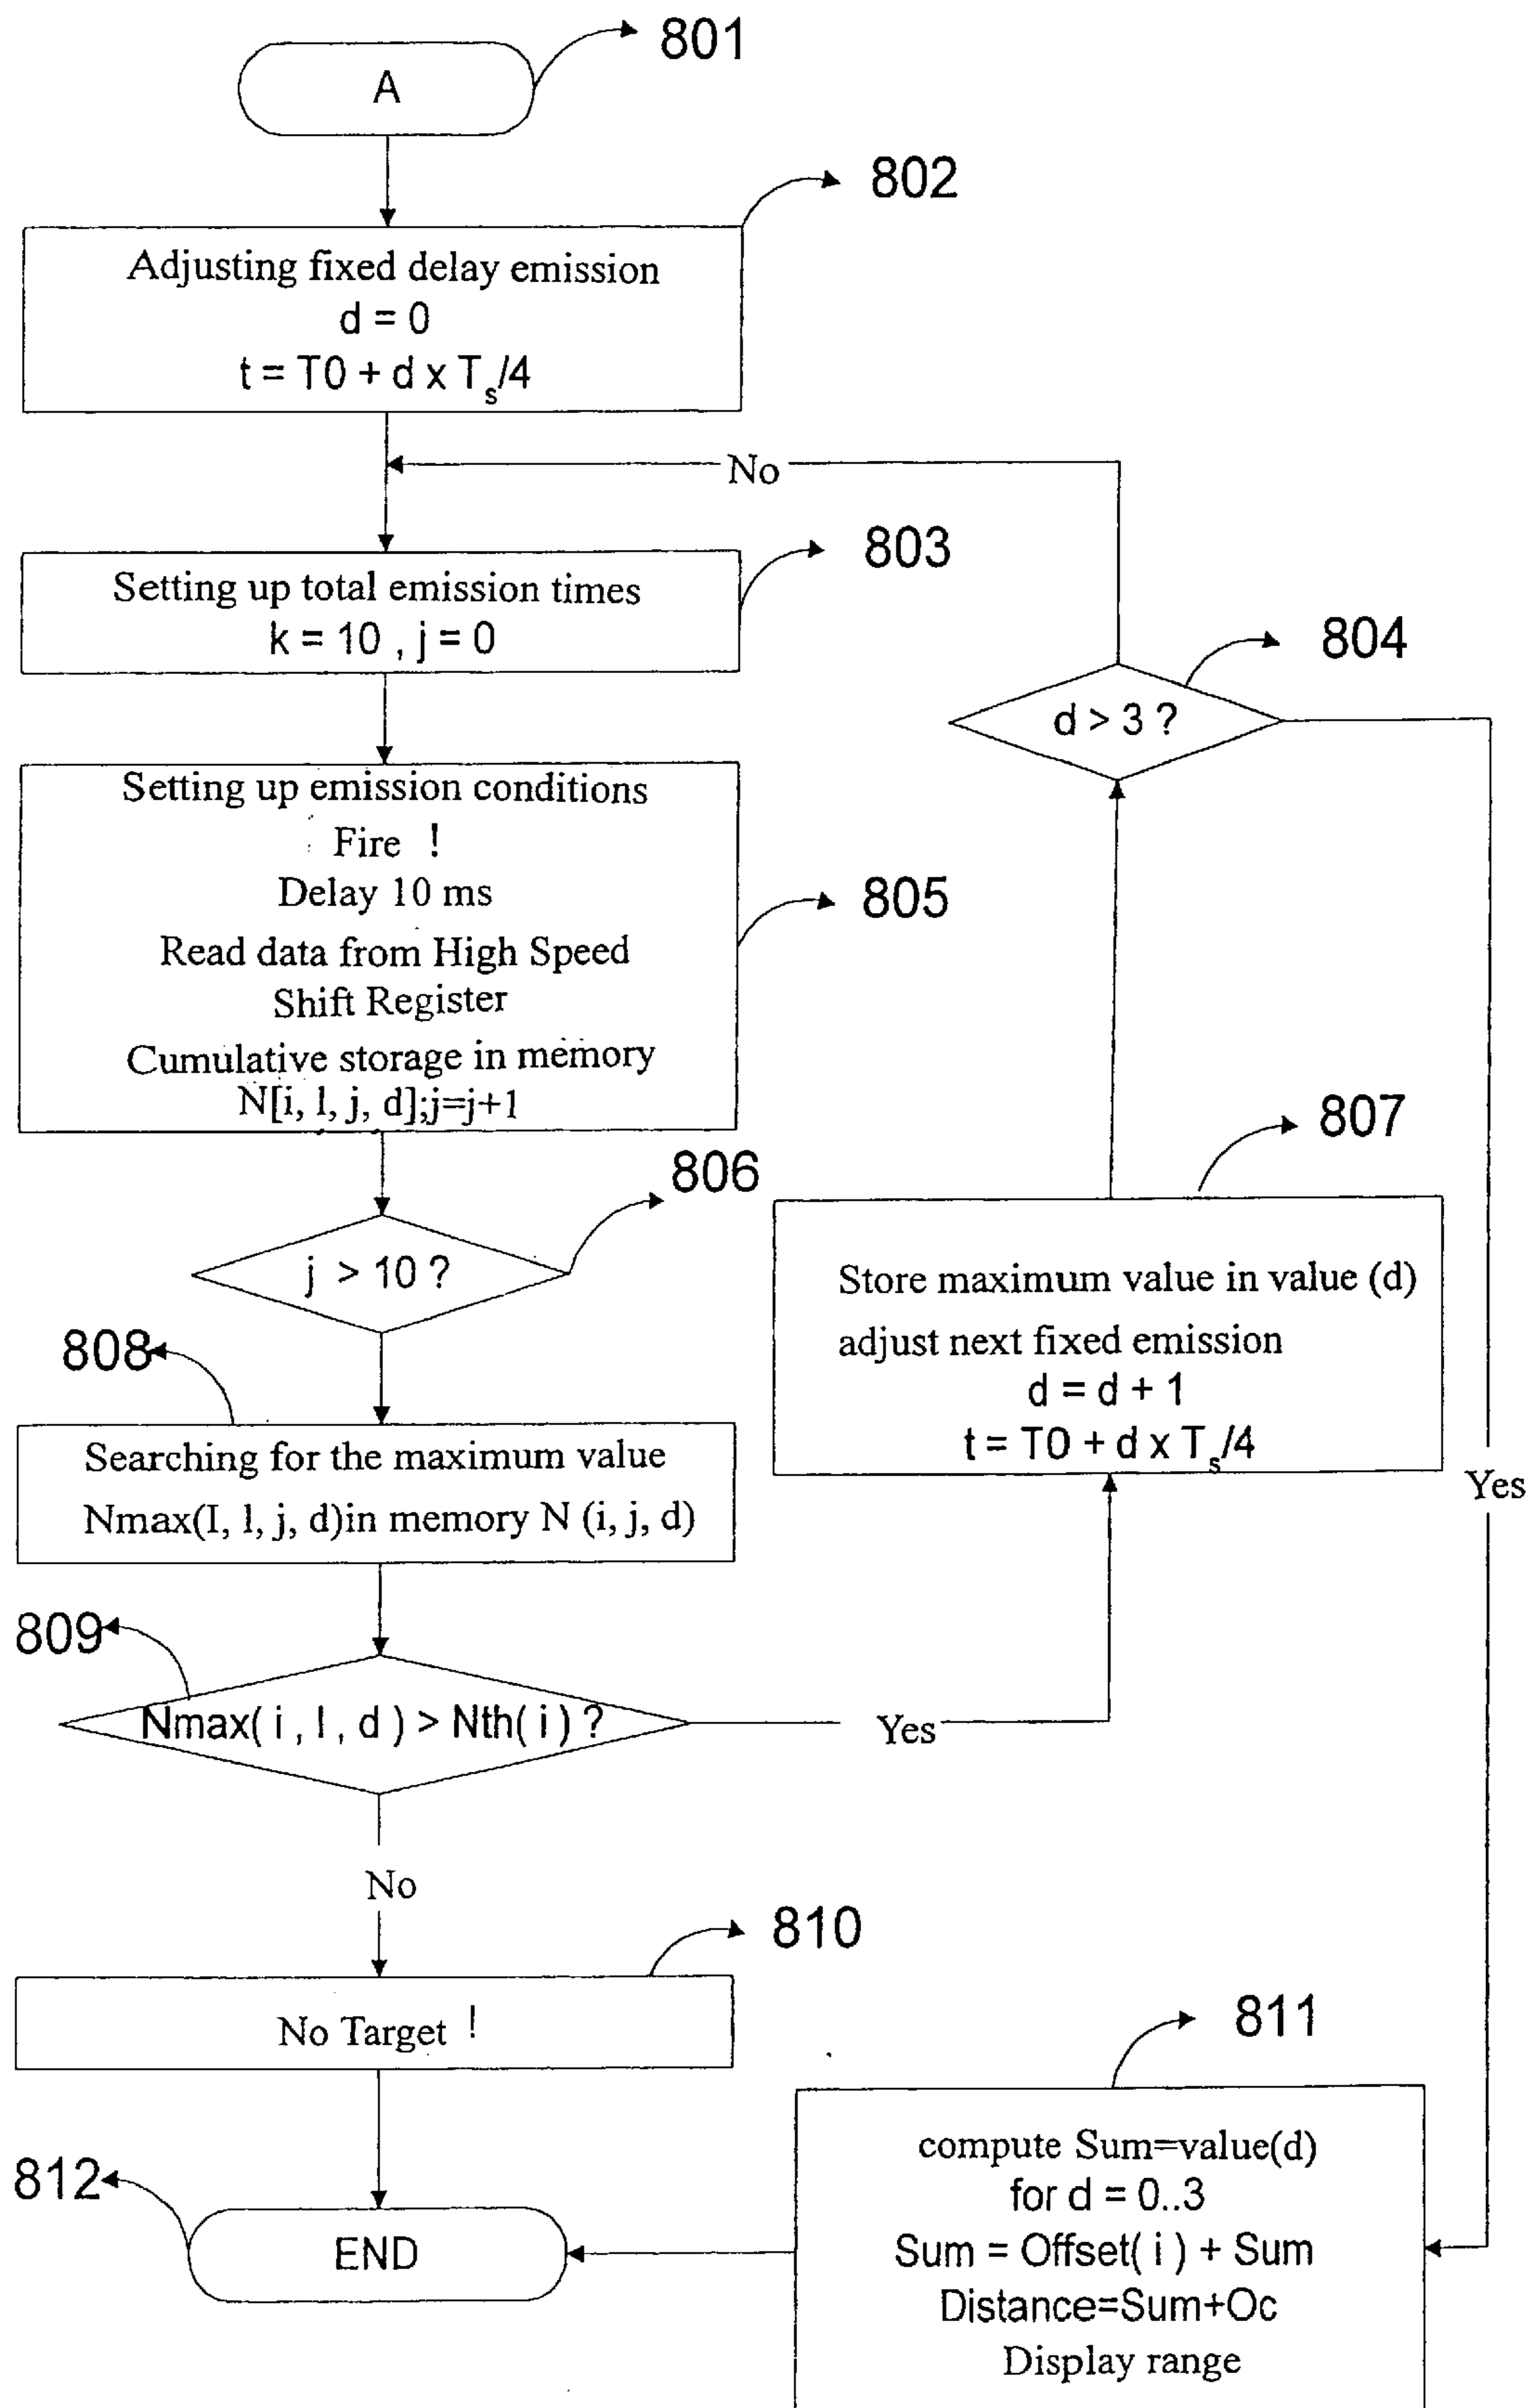 801
A
802
Adjusting fixed delay emission
d = 0
t = T0 + d x Ts/4
No
803
Setting up total emission times
k = 10 , j = 0
804
d > 3 ?
Setting up emission conditions
Fire !
Delay 10 ms
Read data from High Speed
Shift Register
Cumulative storage in memory
N[i, l, j, d];j=j+1
805
806
j > 10 ?
807
Store maximum value in value (d)
adjust next fixed emission
d = d + 1
t = T0 + d x Ts/4
808
Searching for the maximum value
Nmax(I, l, j, d)in memory N (i, j, d)
Yes
809
Nmax( i , l , d ) > Nth( i ) ?
Yes
No
810
No Target !
811
compute Sum=value(d)
for d = 0..3
Sum = Offset( i ) + Sum
Distance=Sum+Oc
Display range
812
END